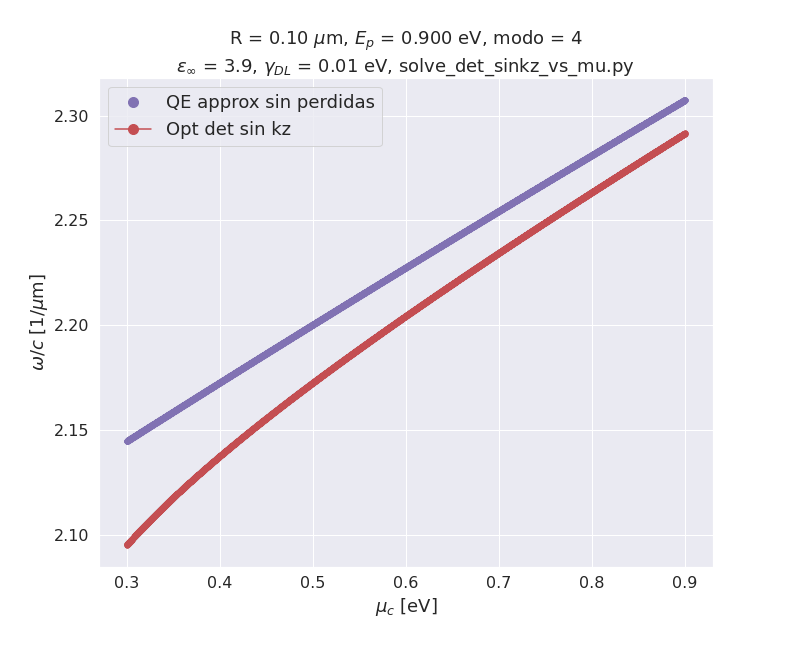 R = 0.10 μm, E_p = 0.900 eV, modo = 4
ε_∞ = 3.9, γ_DL = 0.01 eV, solve_det_sinkz_vs_mu.py
QE approx sin perdidas
Opt det sin kz
2.30
2.25
2.20
2.15
2.10
ω/c [1/μm]
0.3 0.4 0.5 0.6 0.7 0.8 0.9
μ_c [eV]